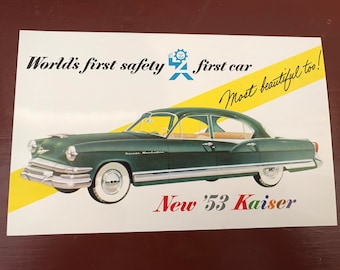 World's first safety first car
Most beautiful too!
New '53 Kaiser